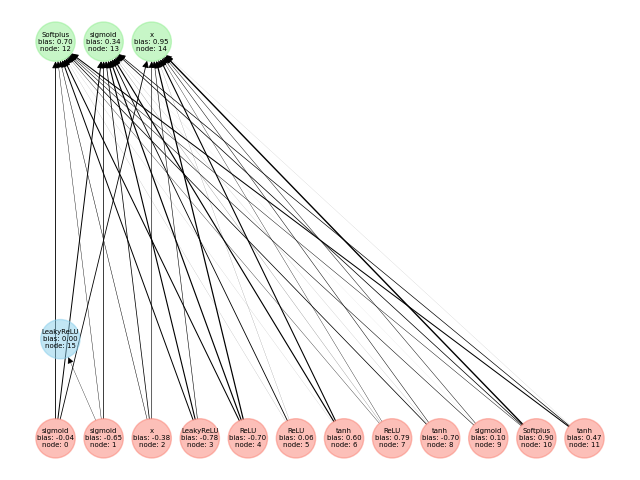 Softplus
bias: 0.70
node: 12
sigmoid
bias: 0.34
node: 13
x
bias: 0.95
node: 14
LeakyReLU
bias: 0.00
node: 15
sigmoid
bias: -0.04
node: 0
sigmoid
bias: -0.65
node: 1
x
bias: -0.38
node: 2
LeakyReLU
bias: -0.78
node: 3
ReLU
bias: -0.70
node: 4
ReLU
bias: 0.06
node: 5
tanh
bias: 0.60
node: 6
ReLU
bias: 0.79
node: 7
tanh
bias: -0.70
node: 8
sigmoid
bias: 0.10
node: 9
Softplus
bias: 0.90
node: 10
tanh
bias: 0.47
node: 11